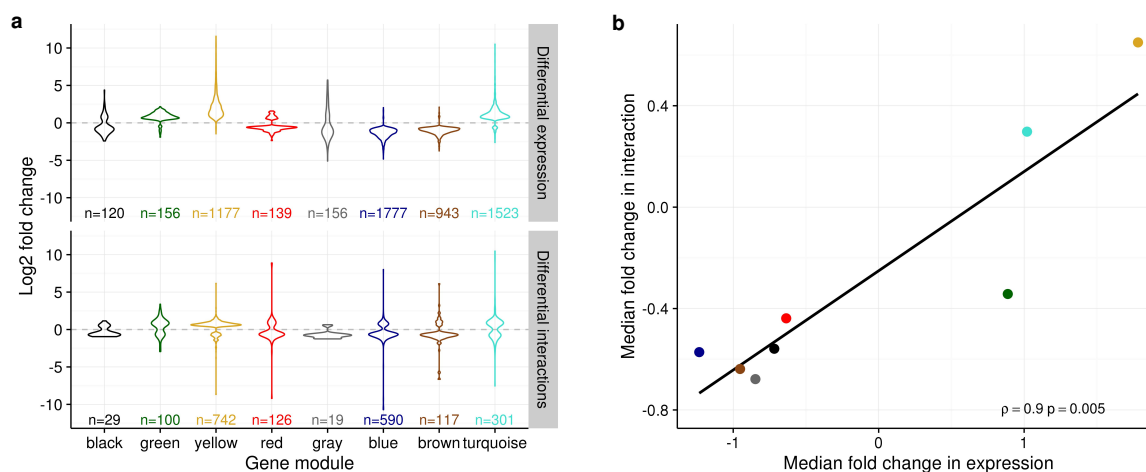 a
Log2 fold change
10
5
0
-5
-10
n=120 n=156 n=1177 n=139 n=156 n=1777 n=943 n=1523
Differential expression
10
5
0
-5
-10
n=29 n=100 n=742 n=126 n=19 n=590 n=117 n=301
Differential interactions
black green yellow red gray blue brown turquoise
Gene module
b
Median fold change in interaction
0.4
0.0
-0.4
-0.8
ρ = 0.9 p = 0.005
-1 0 1
Median fold change in expression